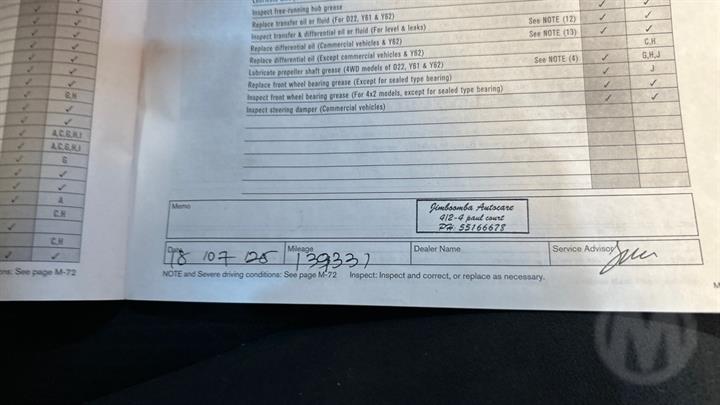 Inspect free-running hub grease ✓
Replace transfer oil or fluid (For D22, Y61 & Y62) ✓ ✓
Inspect transfer & differential oil or fluid (For level & leaks) See NOTE (12) ✓ ✓
Replace differential oil (Commercial vehicles & Y62) See NOTE (13) ✓ C,H
Replace differential oil (Except commercial vehicles & Y62) G,H,J
Lubricate propeller shaft grease (4WD models of D22, Y61 & Y62) See NOTE (4) ✓ J
Replace front wheel bearing grease (Except for sealed type bearing) ✓ ✓
Inspect front wheel bearing grease (For 4x2 models, except for sealed type bearing) ✓ ✓
Inspect steering damper (Commercial vehicles)
G,H
A,C,G,H,I
A,C,G,H,I
G
A
C,H
C,H
Memo
Jimboomba Autocare
412-4 paul court
PH: 55166678
Date 18 / 07 / 25 Mileage 139331 Dealer Name Service Advisor
ons: See page M-72
NOTE and Severe driving conditions: See page M-72 Inspect: Inspect and correct, or replace as necessary.
M